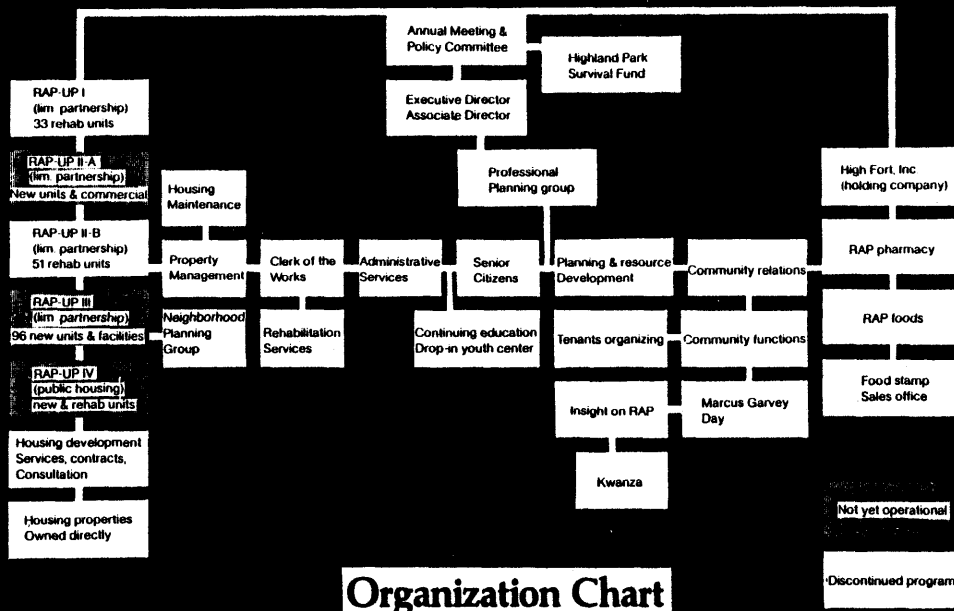 Annual Meeting &
Policy Committee
Highland Park
Survival Fund
Executive Director
Associate Director
Professional
Planning group
RAP-UP I
(lim. partnership)
33 rehab units
RAP-UP II-A
(lim. partnership)
New units & commercial
RAP-UP II-B
(lim. partnership)
51 rehab units
RAP-UP III
(lim. partnership)
96 new units & facilities
RAP-UP IV
(public housing)
new & rehab units
Housing development
Services, contracts,
Consultation
Housing properties
Owned directly
Housing
Maintenance
Property
Management
Neighborhood
Planning
Group
Clerk of the
Works
Rehabilitation
Services
Administrative
Services
Senior
Citizens
Continuing education
Drop-in youth center
Planning & resource
Development
Tenants organizing
Insight on RAP
Kwanza
Community relations
Community functions
Marcus Garvey
Day
High Fort, Inc
(holding company)
RAP pharmacy
RAP foods
Food stamp
Sales office
Not yet operational
Discontinued program
Organization Chart